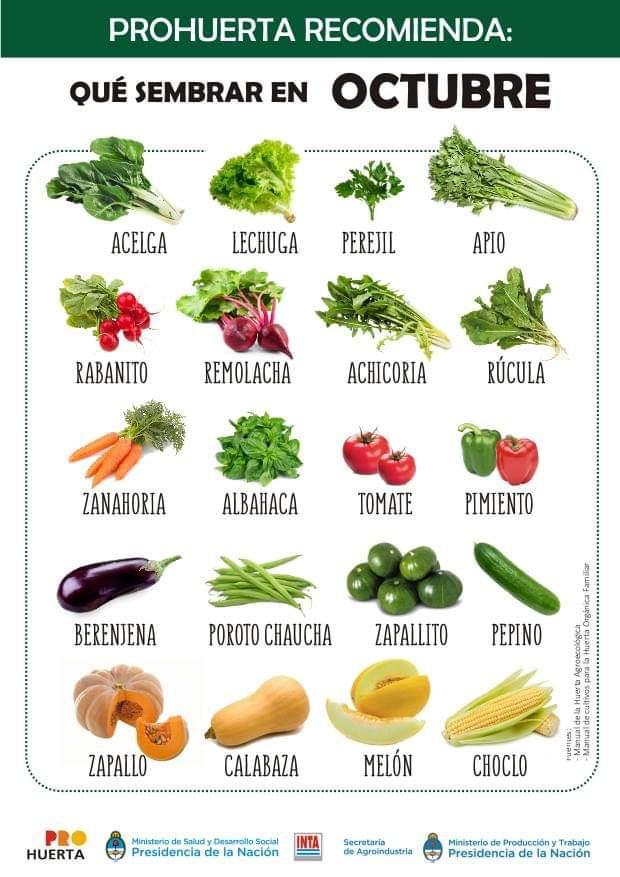 PROHUERTA RECOMIENDA:
QUÉ SEMBRAR EN OCTUBRE
ACELGA
LECHUGA
PEREJIL
APIO
RABANITO
REMOLACHA
ACHICORIA
RÚCULA
ZANAHORIA
ALBAHACA
TOMATE
PIMIENTO
BERENJENA
POROTO CHAUCHA
ZAPALLITO
PEPINO
ZAPALLO
CALABAZA
MELÓN
CHOCLO
Fuentes:
- Manual de la Huerta Agroecológica
- Manual de cultivos para la Huerta Orgánica Familiar
PRO
HUERTA
Ministerio de Salud y Desarrollo Social
Presidencia de la Nación
INTA
Secretaría
de Agroindustria
Ministerio de Producción y Trabajo
Presidencia de la Nación